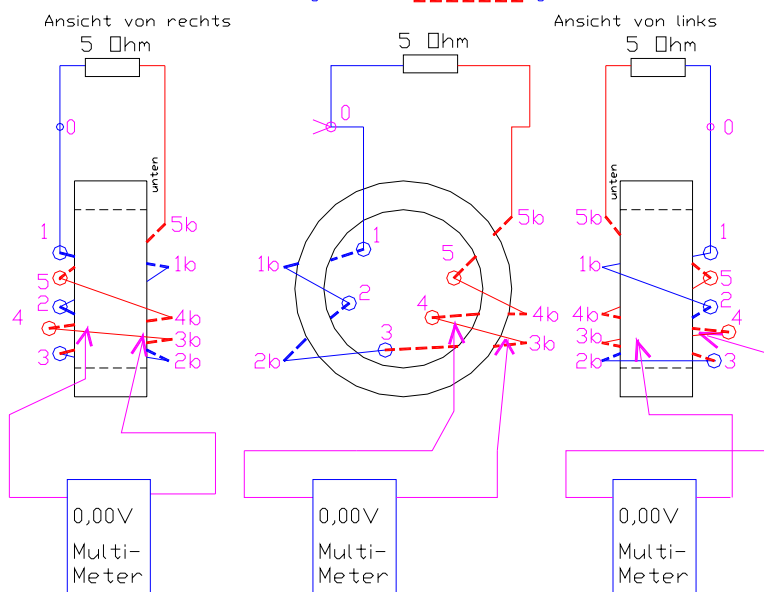 Ansicht von rechts
5 Ohm
0
unten
1
5
2
4
3
5b
1b
4b
3b
2b
0,00V
Multi-
Meter
5 Ohm
0
1
5
2
4
3
1b
2b
5b
4b
3b
0,00V
Multi-
Meter
Ansicht von links
5 Ohm
0
unten
5b
1b
4b
3b
2b
1
5
2
4
3
0,00V
Multi-
Meter